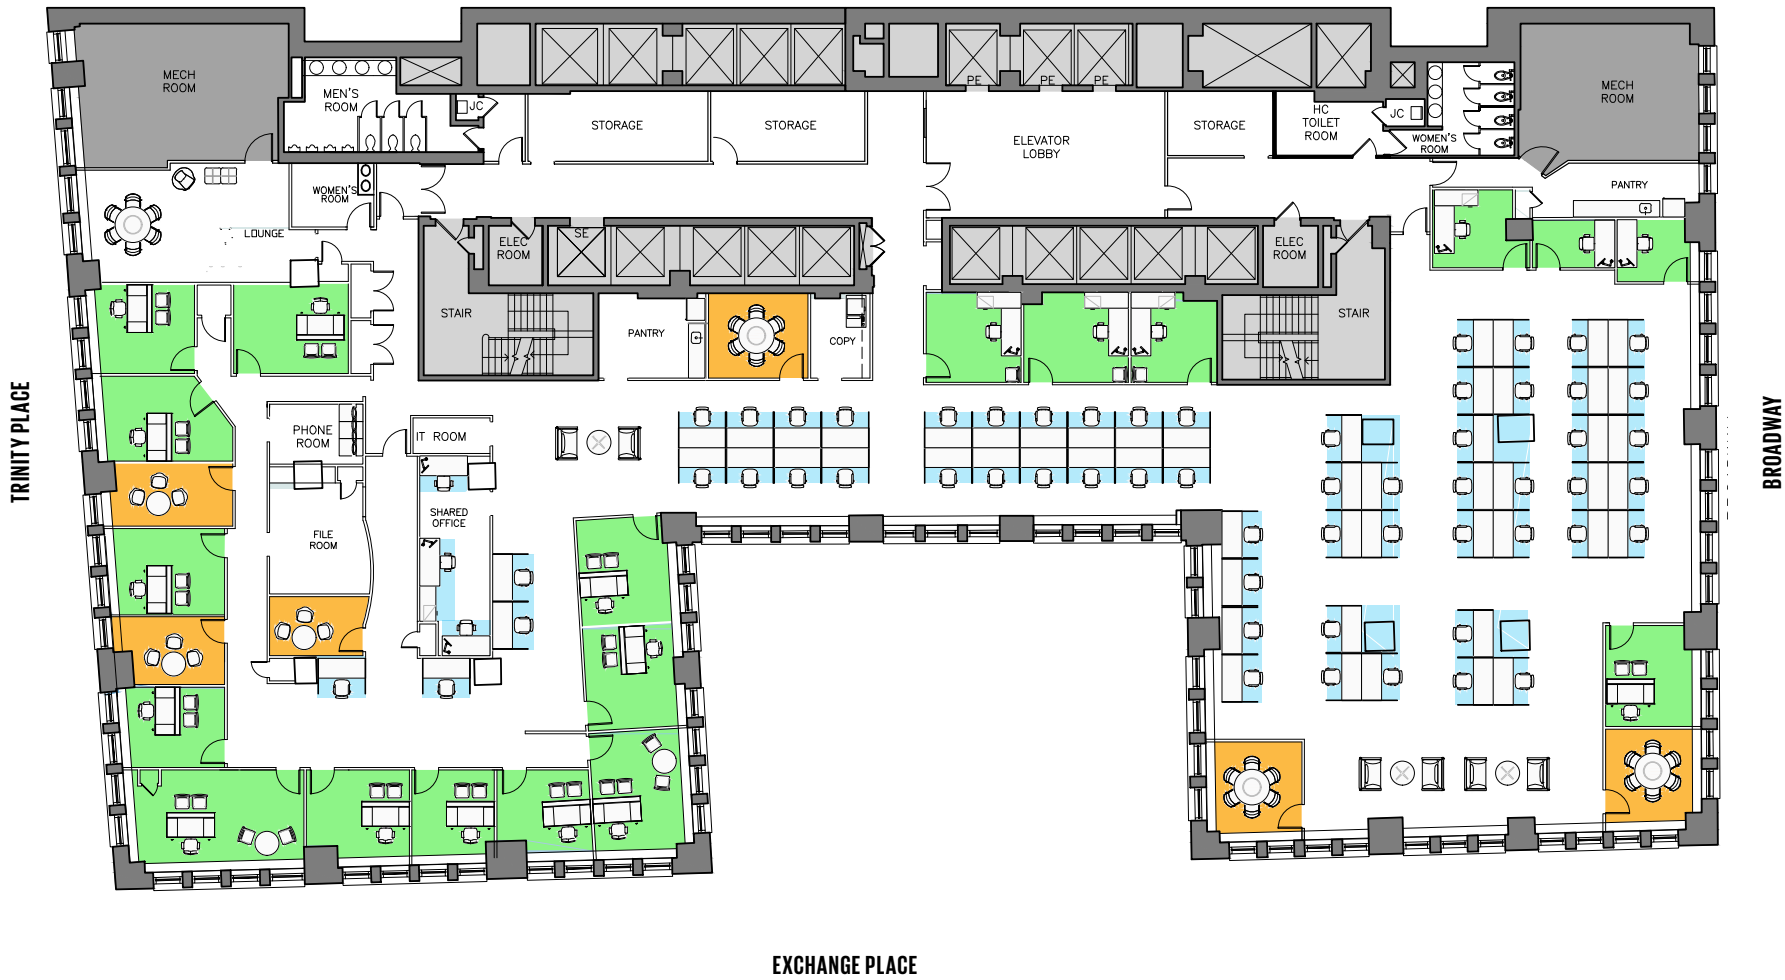 MECH
ROOM
MEN'S
ROOM
JC
STORAGE
STORAGE
ELEVATOR
LOBBY
PE
PE
PE
STORAGE
HC
TOILET
ROOM
JC
WOMEN'S
ROOM
MECH
ROOM
WOMEN'S
ROOM
LOUNGE
PANTRY
ELEC
ROOM
SE
ELEC
ROOM
STAIR
PANTRY
COPY
STAIR
PHONE
ROOM
IT ROOM
SHARED
OFFICE
FILE
ROOM
TRINITY PLACE
BROADWAY
EXCHANGE PLACE